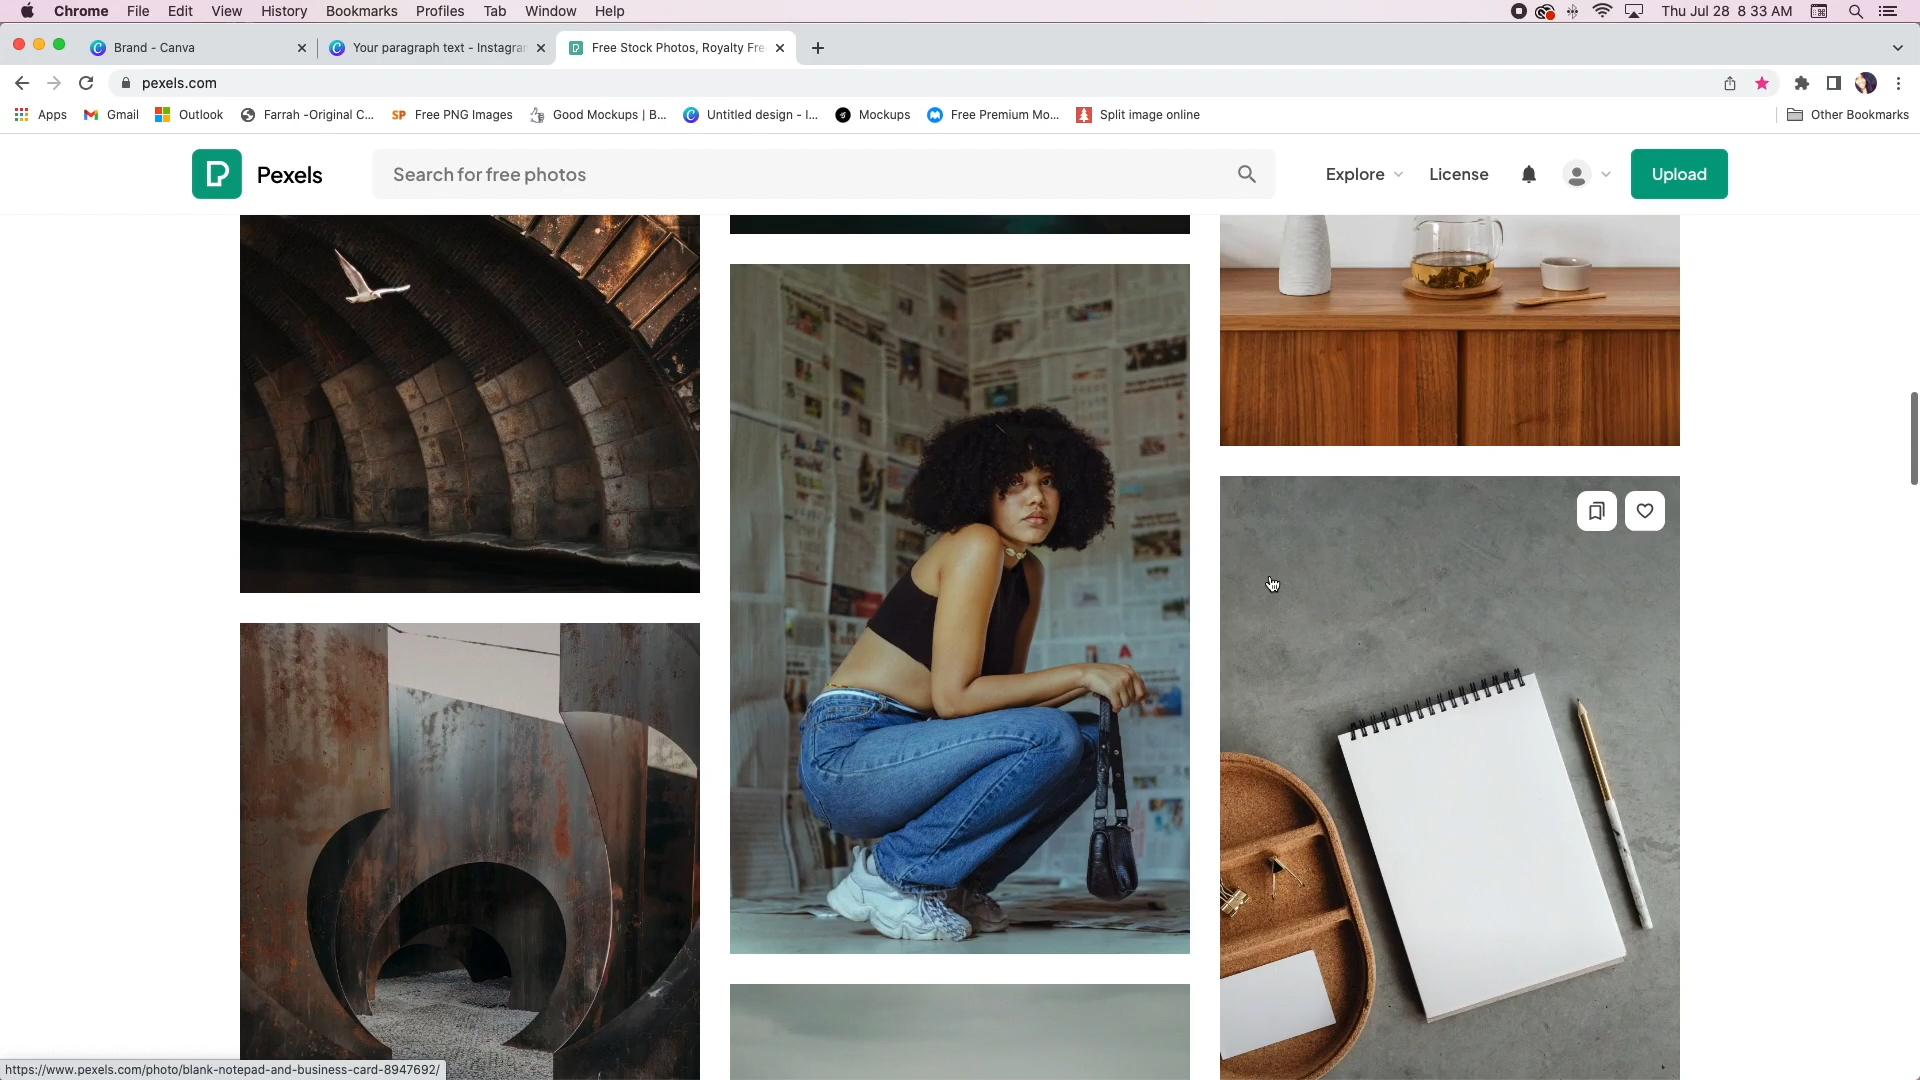 Chrome File Edit View History Bookmarks Profiles Tab Window Help Thu Jul 28 8 33 AM
Brand - Canva Your paragraph text - Instagra Free Stock Photos, Royalty Fre
pexels.com
Apps Gmail Outlook Farrah -Original C... SP Free PNG Images Good Mockups | B... Untitled design - I... Mockups Free Premium Mo... Split image online Other Bookmarks
Pexels Search for free photos Explore License Upload
https://www.pexels.com/photo/blank-notepad-and-business-card-8947692/